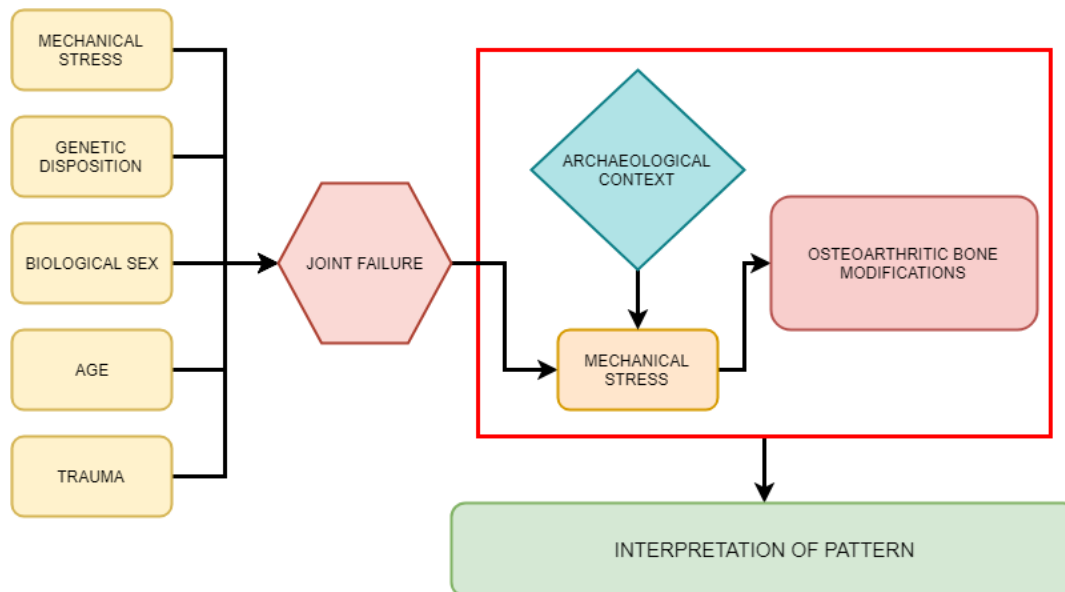 MECHANICAL
STRESS
GENETIC
DISPOSITION
BIOLOGICAL SEX
AGE
TRAUMA
JOINT FAILURE
ARCHAEOLOGICAL
CONTEXT
MECHANICAL
STRESS
OSTEOARTHRITIC BONE
MODIFICATIONS
INTERPRETATION OF PATTERN